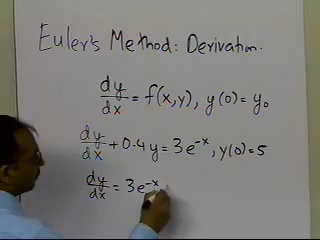 Euler's Method: Derivation.
dy/dx = f(x,y), y(0)=y₀
dy/dx + 0.4y = 3e^-x, y(0)=5
dy/dx = 3e^-x